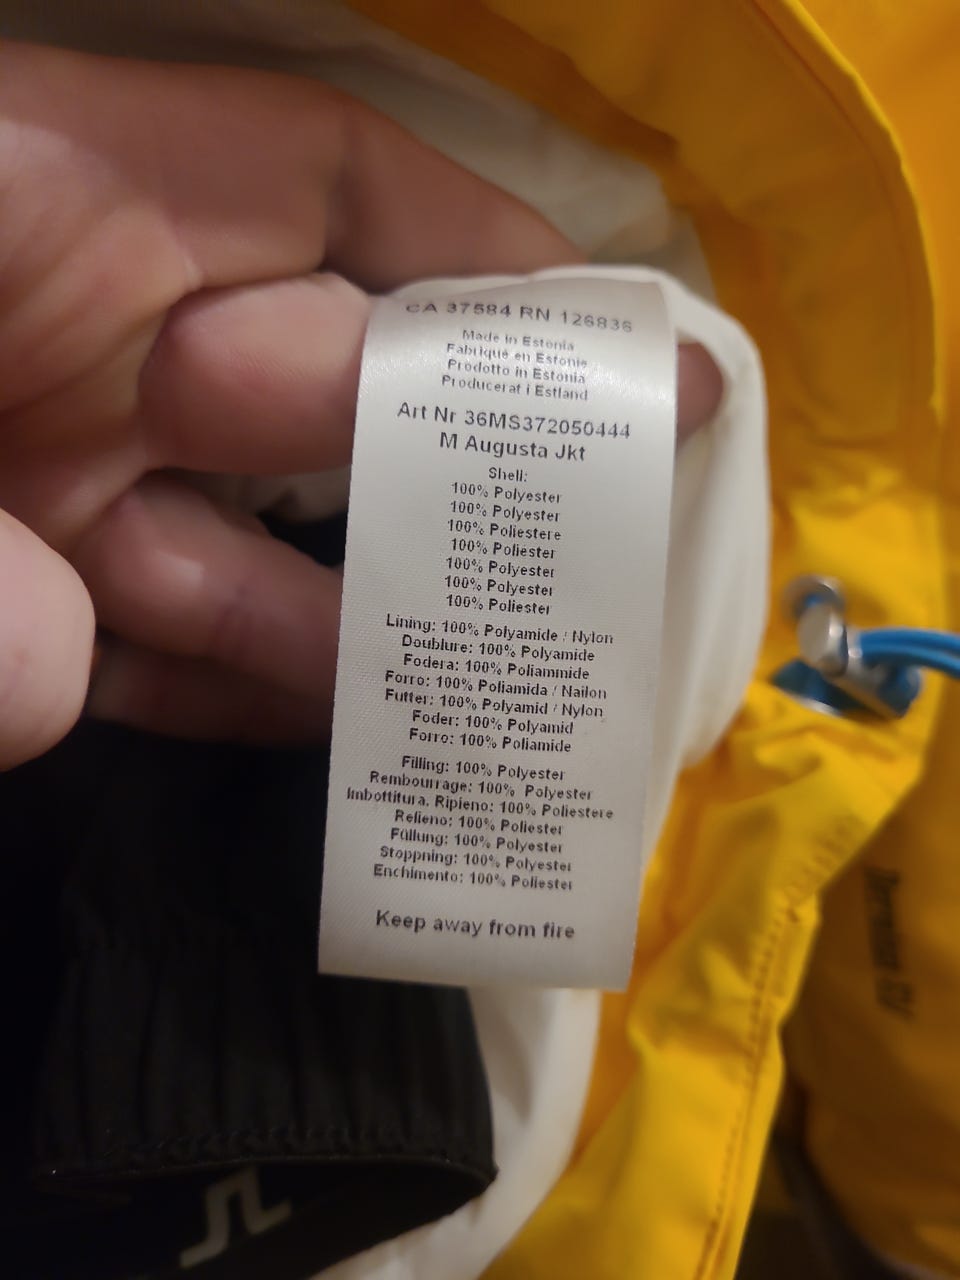 CA 37584 RN 126836
Made in Estonia
Fabriqué en Estonie
Prodotto in Estonia
Producerat i Estland
Art Nr 36MS372050444
M Augusta Jkt
Shell:
100% Polyester
100% Polyester
100% Poliestere
100% Poliester
100% Polyester
100% Polyester
100% Poliester
Lining: 100% Polyamide / Nylon
Doublure: 100% Polyamide
Fodera: 100% Poliammide
Forro: 100% Poliamida / Nailon
Futter: 100% Polyamid / Nylon
Foder: 100% Polyamid
Forro: 100% Poliamide
Filling: 100% Polyester
Rembourrage: 100% Polyester
Imbottitura, Ripieno: 100% Poliestere
Relleno: 100% Poliester
Füllung: 100% Polyester
Stoppning: 100% Polyester
Enchimento: 100% Poliester
Keep away from fire